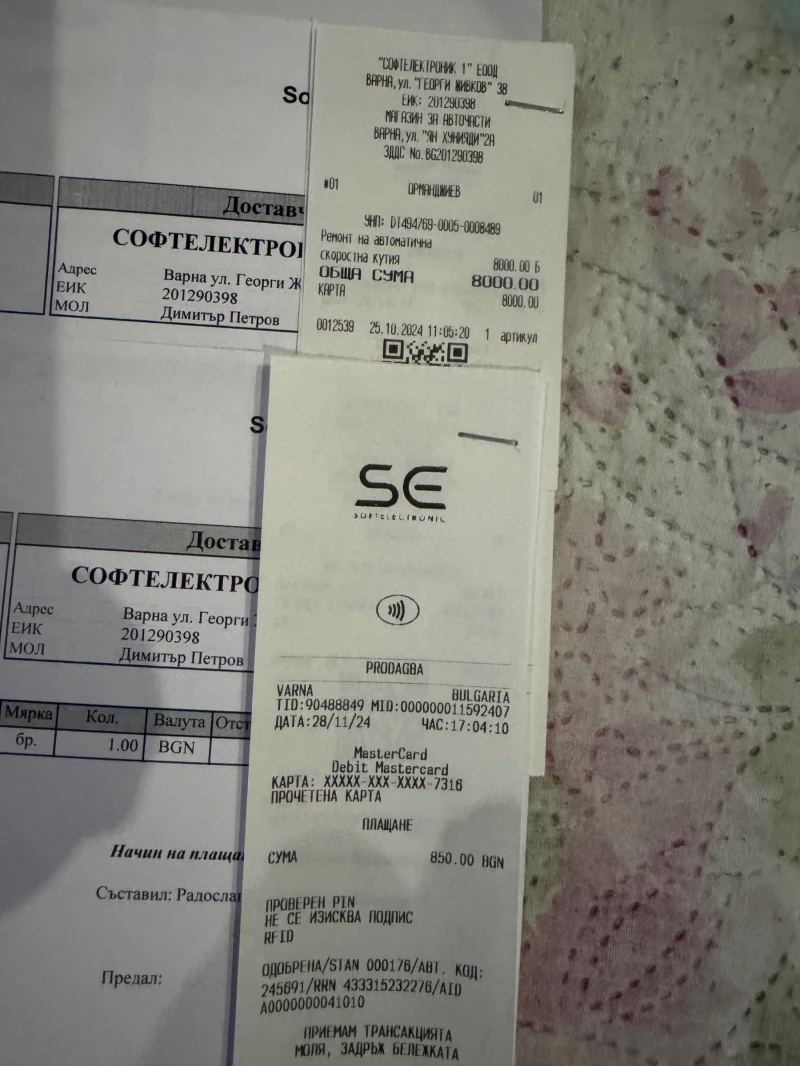 So
Достав
СОФТЕЛЕКТРО
Адрес Варна ул. Георги Ж
ЕИК 201290398
МОЛ Димитър Петров
"СОФТЕЛЕКТРОНИК 1" ЕООД
ВАРНА, ул. "ГЕОРГИ ЖИВКОВ" 38
ЕИК: 201290398
МАГАЗИН ЗА АВТОЧАСТИ
ВАРНА, ул. "ЯН ХУНИЯДИ"2А
ЗДДС No. BG201290398
#01 ОРМАНДЖИЕВ 01
УНП: DT494769-0005-0008489
Ремонт на автоматична
скоростна кутия 8000.00 Б
ОБЩА СУМА 8000.00
КАРТА 8000.00
0012539 25.10.2024 11:05:20 1 артикул
S
Достав
СОФТЕЛЕКТРО
Адрес Варна ул. Георги
ЕИК 201290398
МОЛ Димитър Петров
Мярка Кол. Валута Отст
бр. 1.00 BGN
Начин на плаща
Съставил: Радосла
Предал:
SE
SOFTELECTRONIC
PRODAGBA
VARNA BULGARIA
TID:90488849 MID:000000011592407
ДАТА:28/11/24 ЧАС:17:04:10
MasterCard
Debit Mastercard
КАРТА: XXXXX-XXX-XXXX-7316
ПРОЧЕТЕНА КАРТА
ПЛАЩАНЕ
СУМА 850.00 BGN
ПРОВЕРЕН PIN
НЕ СЕ ИЗИСКВА ПОДПИС
RFID
ОДОБРЕНА/STAN 000176/АВТ. КОД:
245691/RRN 433315232276/AID
A0000000041010
ПРИЕМАМ ТРАНСАКЦИЯТА
МОЛЯ, ЗАДРЪЖ БЕЛЕЖКАТА